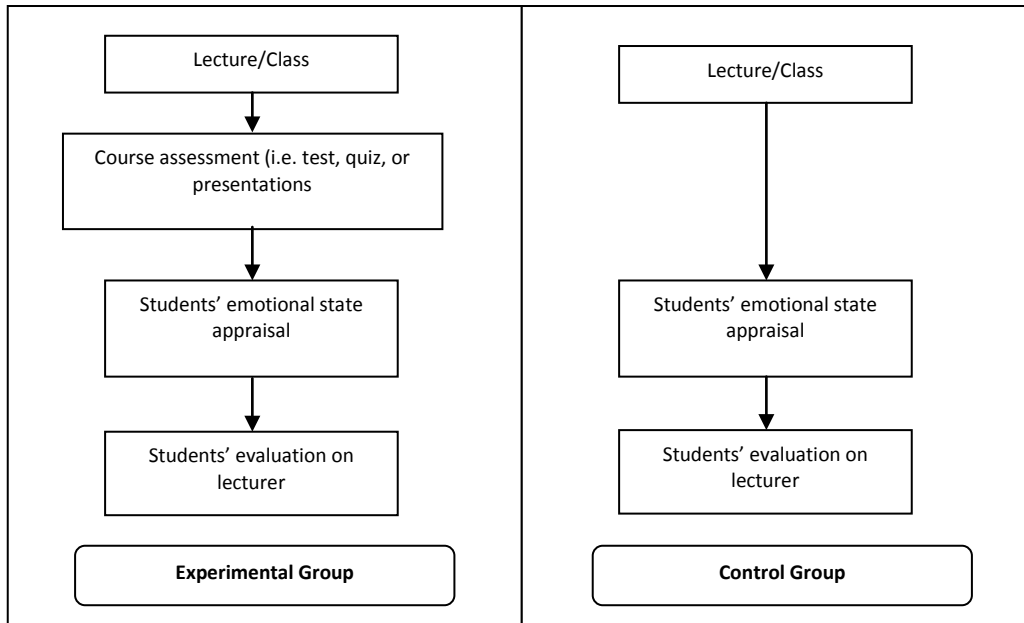 Lecture/Class
Course assessment (i.e. test, quiz, or
presentations
Students’ emotional state
appraisal
Students’ evaluation on
lecturer
Experimental Group
Lecture/Class
Students’ emotional state
appraisal
Students’ evaluation on
lecturer
Control Group